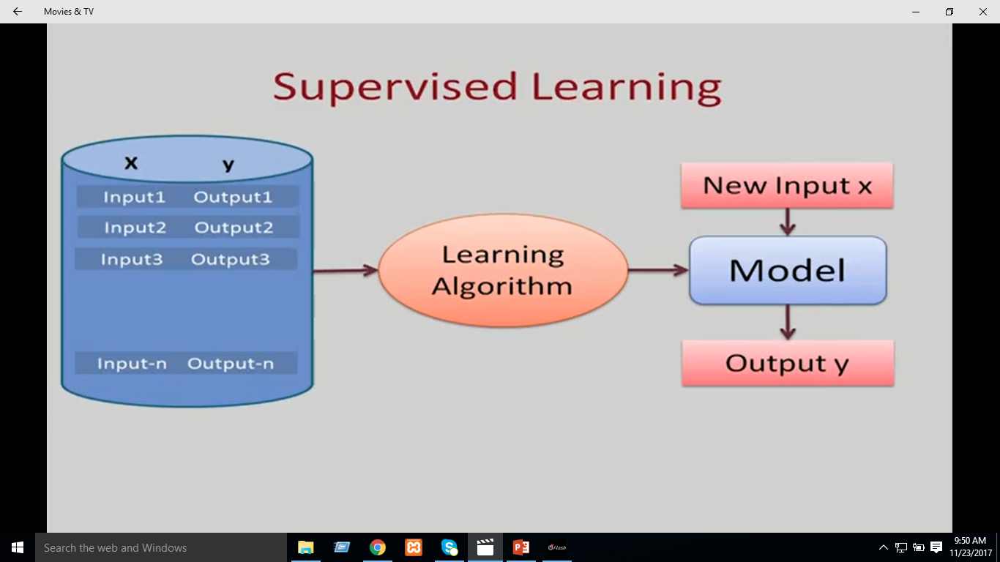 Movies & TV
Supervised Learning
X y
Input1 Output1
Input2 Output2
Input3 Output3
Input-n Output-n
Learning
Algorithm
New Input x
Model
Output y
Search the web and Windows
Flash
9:50 AM
11/23/2017